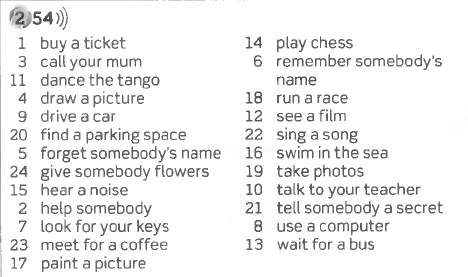 2 54
1 buy a ticket
3 call your mum
11 dance the tango
4 draw a picture
9 drive a car
20 find a parking space
5 forget somebody's name
24 give somebody flowers
15 hear a noise
2 help somebody
7 look for your keys
23 meet for a coffee
17 paint a picture
14 play chess
6 remember somebody's
name
18 run a race
12 see a film
22 sing a song
16 swim in the sea
19 take photos
10 talk to your teacher
21 tell somebody a secret
8 use a computer
13 wait for a bus